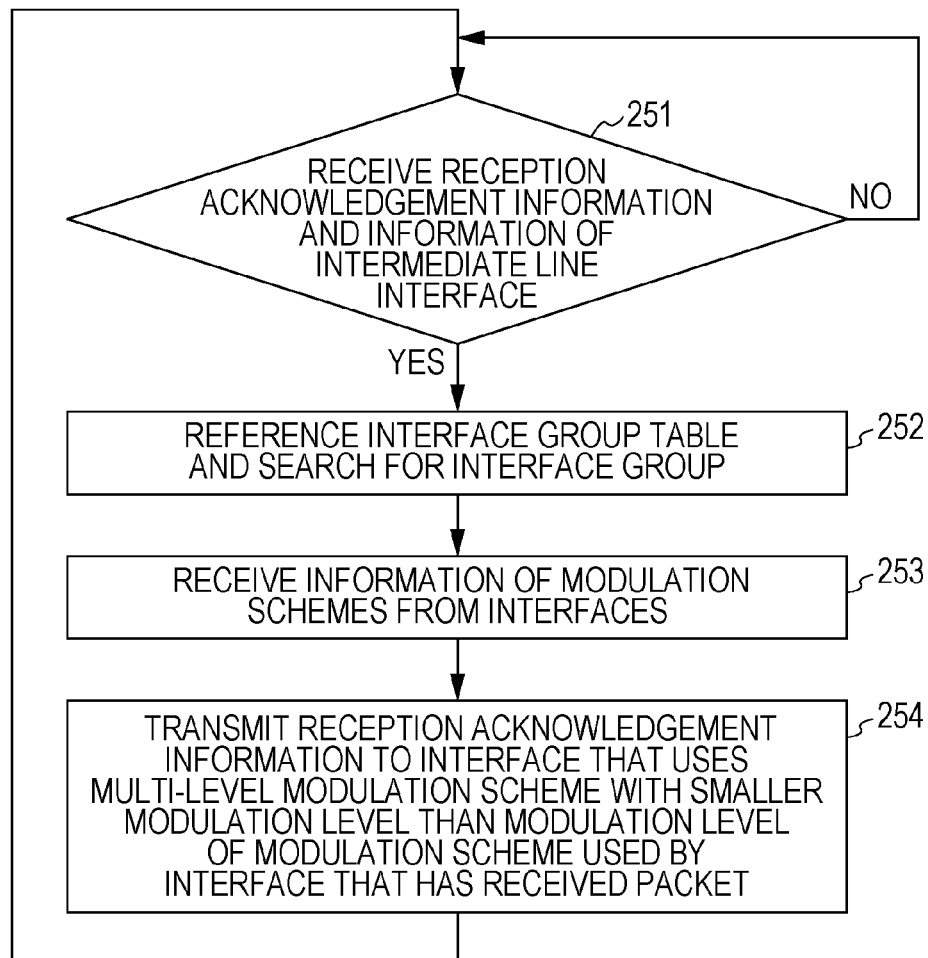 251
RECEIVE RECEPTION
ACKNOWLEDGEMENT INFORMATION
AND INFORMATION OF
INTERMEDIATE LINE
INTERFACE
NO
YES
252
REFERENCE INTERFACE GROUP TABLE
AND SEARCH FOR INTERFACE GROUP
253
RECEIVE INFORMATION OF MODULATION
SCHEMES FROM INTERFACES
254
TRANSMIT RECEPTION ACKNOWLEDGEMENT
INFORMATION TO INTERFACE THAT USES
MULTI-LEVEL MODULATION SCHEME WITH SMALLER
MODULATION LEVEL THAN MODULATION LEVEL
OF MODULATION SCHEME USED BY
INTERFACE THAT HAS RECEIVED PACKET